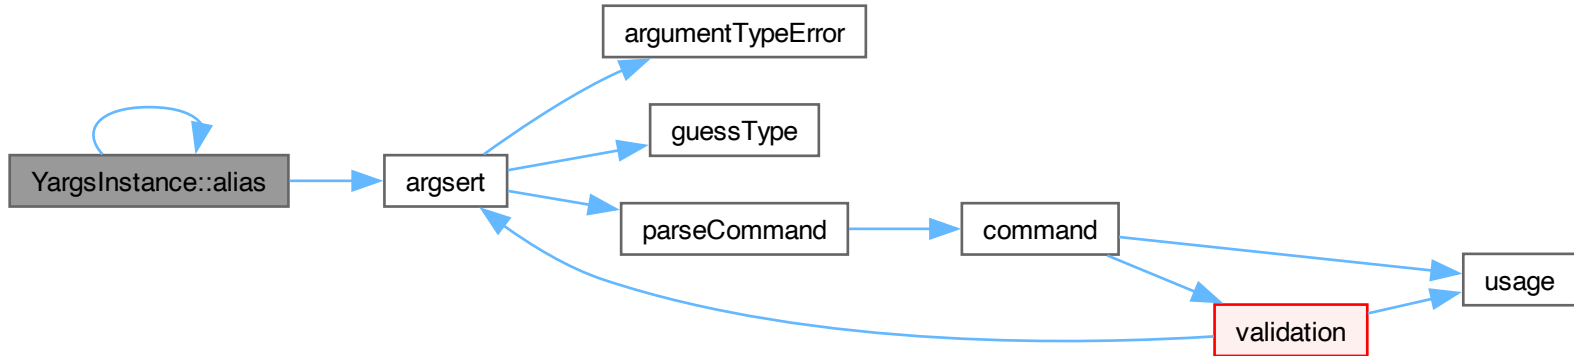 argumentTypeError
guessType
YargsInstance::alias
argsert
parseCommand
command
usage
validation